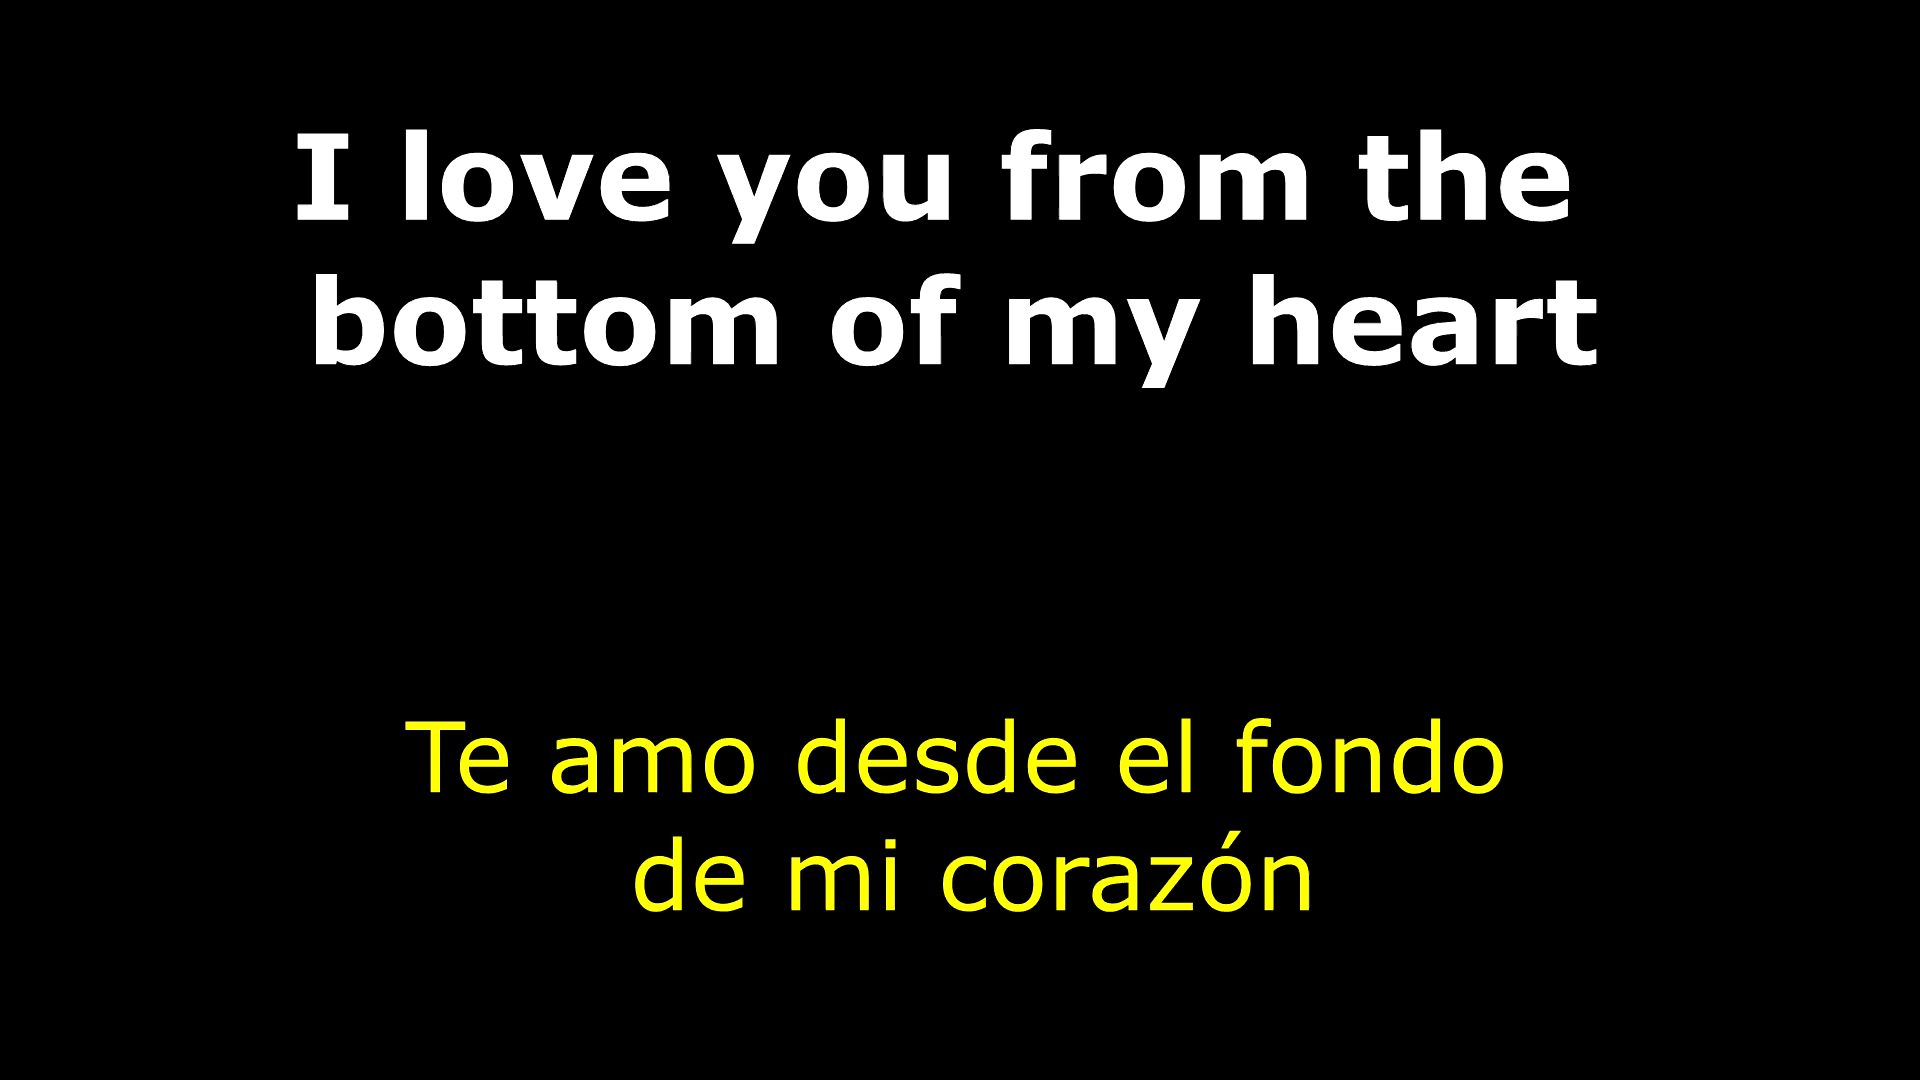 I love you from the
bottom of my heart
Te amo desde el fondo
de mi corazón